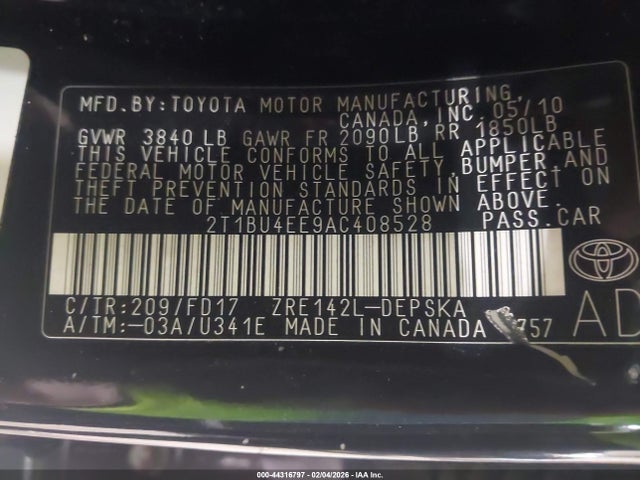 MFD.BY:TOYOTA MOTOR MANUFACTURING,
CANADA,INC.05/10
GVWR 3840LB GAWR FR 2090LB RR 1850LB
THIS VEHICLE CONFORMS TO ALL APPLICABLE
FEDERAL MOTOR VEHICLE SAFETY,BUMPER,AND
THEFT PREVENTION STANDARDS IN EFFECT ON
THE DATE OF MANUFACTURE SHOWN ABOVE.
2T1BU4EE9AC408528 PASS.CAR
C/TR:209/FD17 ZRE142L-DEPSKA
A/TM:-03A/U341E MADE IN CANADA 757
AD
000-44316797 - 02/04/2026 - IAA Inc.